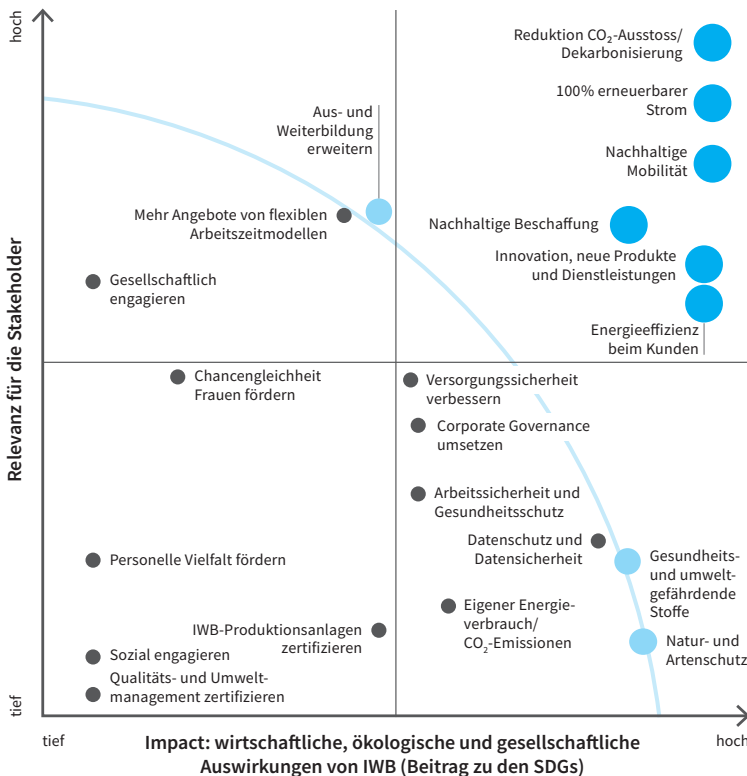 hoch
Reduktion CO₂-Ausstoss/
Dekarbonisierung
100% erneuerbarer
Strom
Aus- und
Weiterbildung
erweitern
Nachhaltige
Mobilität
Mehr Angebote von flexiblen
Arbeitszeitmodellen
Nachhaltige Beschaffung
Innovation, neue Produkte
und Dienstleistungen
Gesellschaftlich
engagieren
Energieeffizienz
beim Kunden
Relevanz für die Stakeholder
Chancengleichheit
Frauen fördern
Versorgungssicherheit
verbessern
Corporate Governance
umsetzen
Arbeitssicherheit und
Gesundheitsschutz
Datenschutz und
Datensicherheit
Personelle Vielfalt fördern
Gesundheits-
und umwelt-
gefährdende
Stoffe
Eigener Energie-
verbrauch/
CO₂-Emissionen
IWB-Produktionsanlagen
zertifizieren
Natur- und
Artenschutz
Sozial engagieren
Qualitäts- und Umwelt-
management zertifizieren
tief
tief
hoch
Impact: wirtschaftliche, ökologische und gesellschaftliche
Auswirkungen von IWB (Beitrag zu den SDGs)